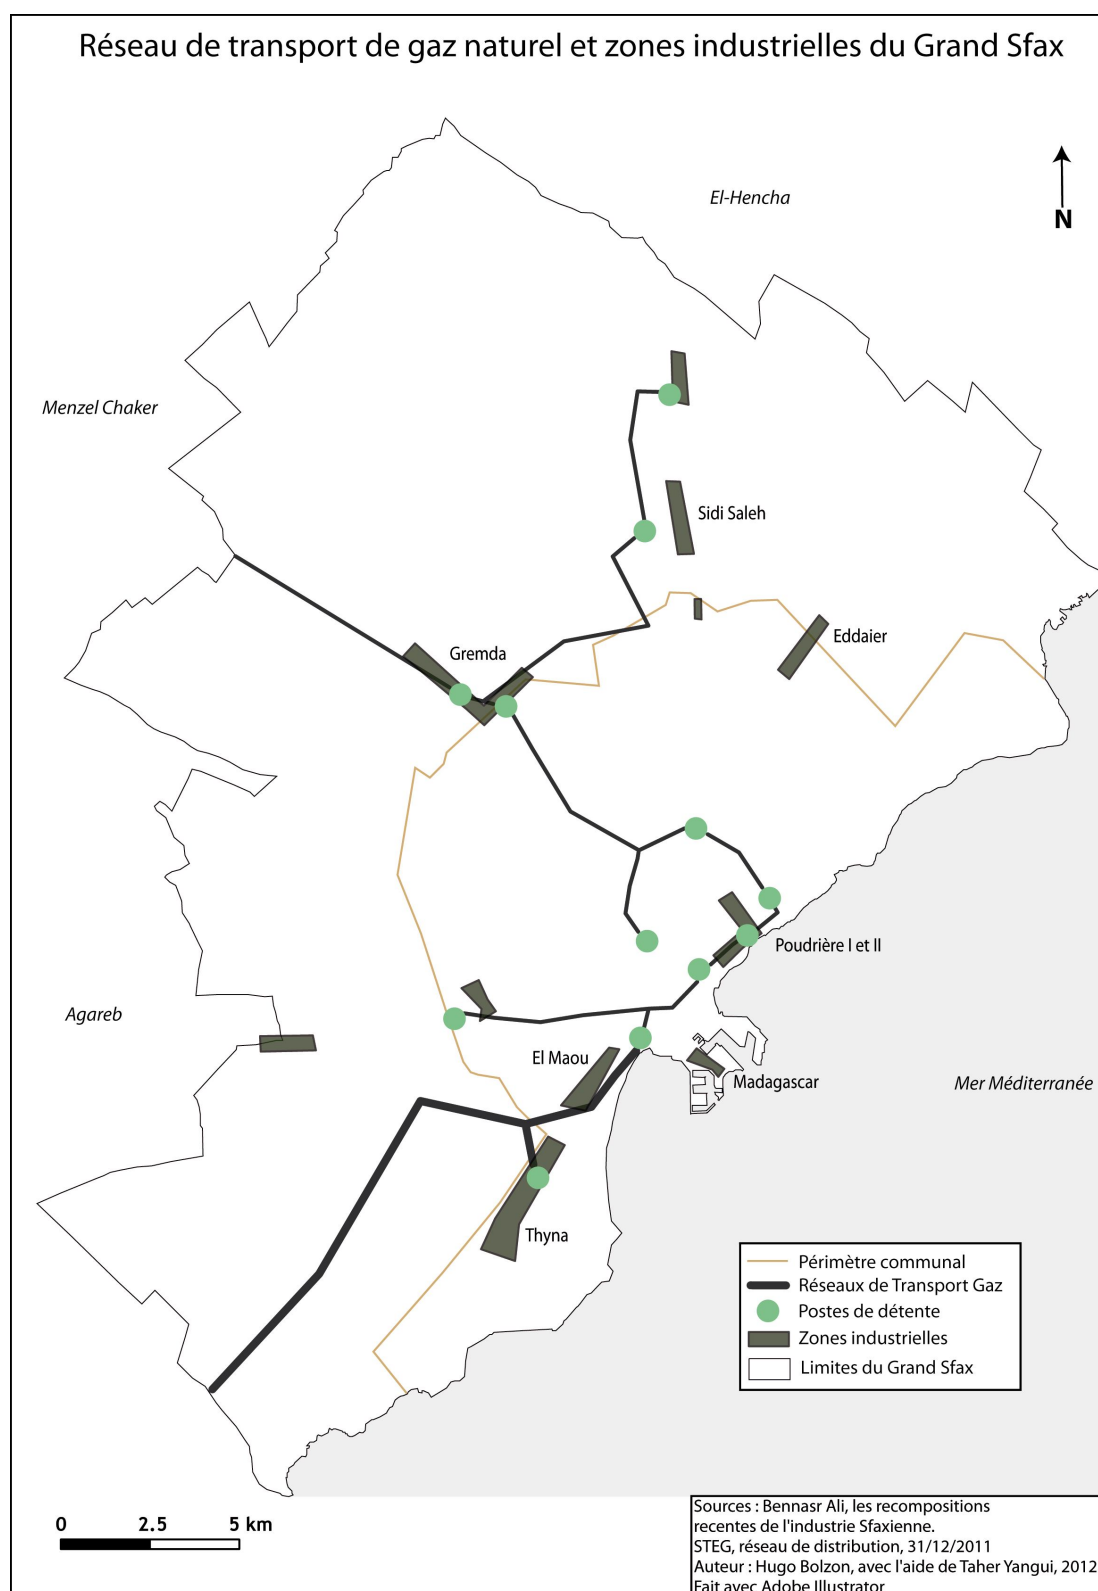 Réseau de transport de gaz naturel et zones industrielles du Grand Sfax
El-Hencha
N
Menzel Chaker
Sidi Saleh
Eddaier
Gremda
Poudrière I et II
Agareb
El Maou
Madagascar
Mer Méditerranée
Thyna
Périmètre communal
Réseaux de Transport Gaz
Postes de détente
Zones industrielles
Limites du Grand Sfax
0 2.5 5 km
Sources : Bennasr Ali, les recompositions
recentes de l'industrie Sfaxienne.
STEG, réseau de distribution, 31/12/2011
Auteur : Hugo Bolzon, avec l'aide de Taher Yangui, 2012
Fait avec Adobe Illustrator